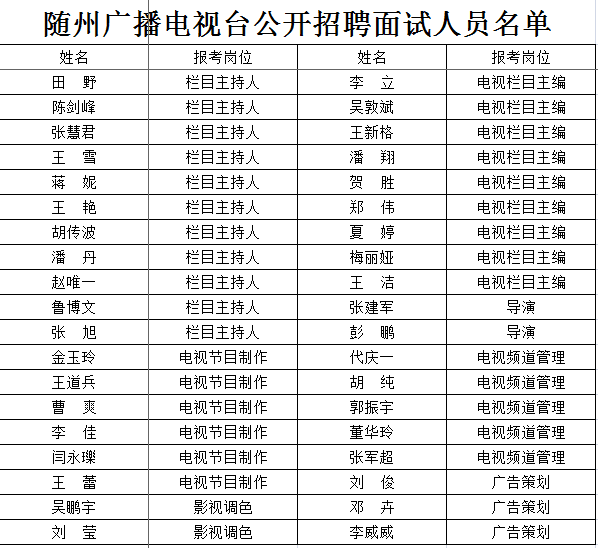 随州广播电视台公开招聘面试人员名单
姓名 报考岗位 姓名 报考岗位
田 野 栏目主持人 李 立 电视栏目主编
陈剑峰 栏目主持人 吴敦斌 电视栏目主编
张慧君 栏目主持人 王新格 电视栏目主编
王 雪 栏目主持人 潘 翔 电视栏目主编
蒋 妮 栏目主持人 贺 胜 电视栏目主编
王 艳 栏目主持人 郑 伟 电视栏目主编
胡传波 栏目主持人 夏 婷 电视栏目主编
潘 丹 栏目主持人 梅丽娅 电视栏目主编
赵唯一 栏目主持人 王 洁 电视栏目主编
鲁博文 栏目主持人 张建军 导演
张 旭 栏目主持人 彭 鹏 导演
金玉玲 电视节目制作 代庆一 电视频道管理
王道兵 电视节目制作 胡 纯 电视频道管理
曹 爽 电视节目制作 郭振宇 电视频道管理
李 佳 电视节目制作 董华玲 电视频道管理
闫永瓅 电视节目制作 张军超 电视频道管理
王 蕾 电视节目制作 刘 俊 广告策划
吴鹏宇 影视调色 邓 卉 广告策划
刘 莹 影视调色 李威威 广告策划